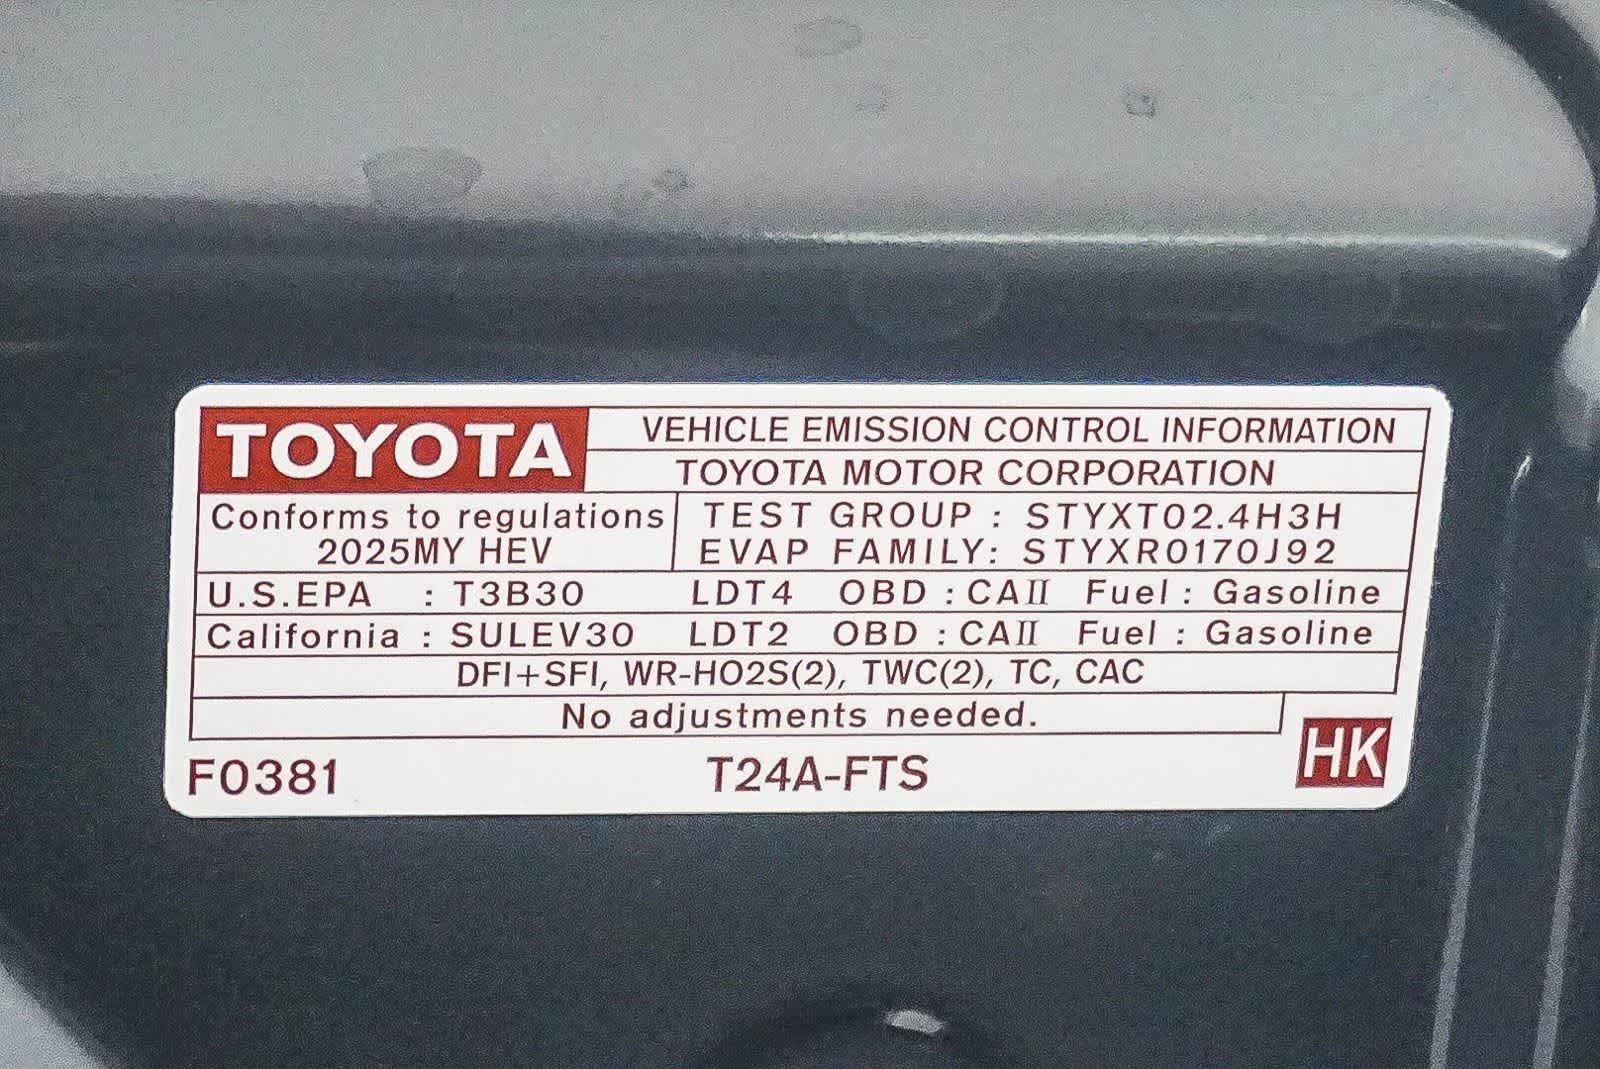 TOYOTA
VEHICLE EMISSION CONTROL INFORMATION
TOYOTA MOTOR CORPORATION
Conforms to regulations
2025MY HEV
TEST GROUP : STYXT02.4H3H
EVAP FAMILY: STYXR0170J92
U.S.EPA : T3B30 LDT4 OBD : CAII Fuel : Gasoline
California : SULEV30 LDT2 OBD : CAII Fuel : Gasoline
DFI+SFI, WR-HO2S(2), TWC(2), TC, CAC
No adjustments needed.
F0381 T24A-FTS HK